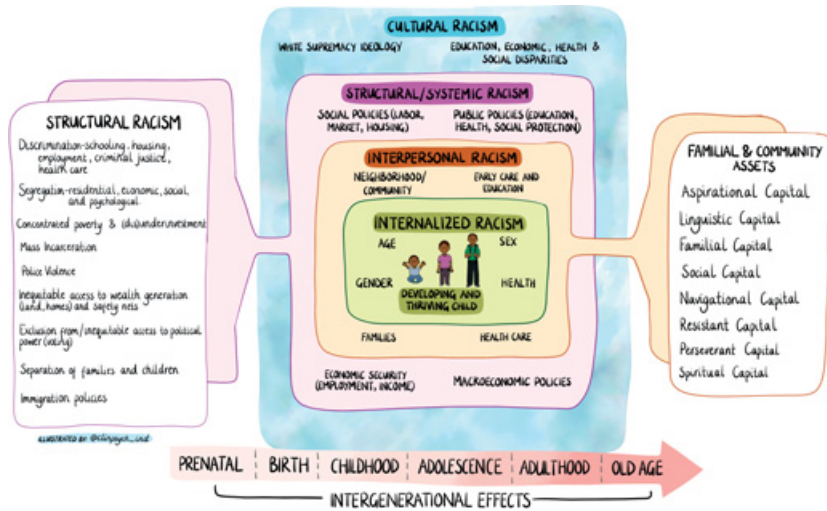 CULTURAL RACISM
WHITE SUPREMACY IDEOLOGY
EDUCATION, ECONOMIC, HEALTH &
SOCIAL DISPARITIES
STRUCTURAL/SYSTEMIC RACISM
SOCIAL POLICIES (LABOR,
MARKET, HOUSING)
PUBLIC POLICIES (EDUCATION,
HEALTH, SOCIAL PROTECTION)
INTERPERSONAL RACISM
NEIGHBORHOOD/
COMMUNITY
EARLY CARE AND
EDUCATION
INTERNALIZED RACISM
AGE
SEX
GENDER
HEALTH
DEVELOPING AND
THRIVING CHILD
FAMILIES
HEALTH CARE
ECONOMIC SECURITY
(EMPLOYMENT, INCOME)
MACROECONOMIC POLICIES
STRUCTURAL RACISM
Discrimination-schooling, housing,
employment, criminal justice,
health care
Segregation-residential, economic, social,
and psychological
Concentrated poverty & (dis)underinvestment
Mass Incarceration
Police Violence
Inequitable access to wealth generation
(land, homes) and safety nets
Exclusion from/inequitable access to political
power (voting)
Separation of families and children
Immigration policies
ILLUSTRATED BY
FAMILIAL & COMMUNITY
ASSETS
Aspirational Capital
Linguistic Capital
Familial Capital
Social Capital
Navigational Capital
Resistant Capital
Perseverant Capital
Spiritual Capital
PRENATAL
BIRTH
CHILDHOOD
ADOLESCENCE
ADULTHOOD
OLD AGE
INTERGENERATIONAL EFFECTS